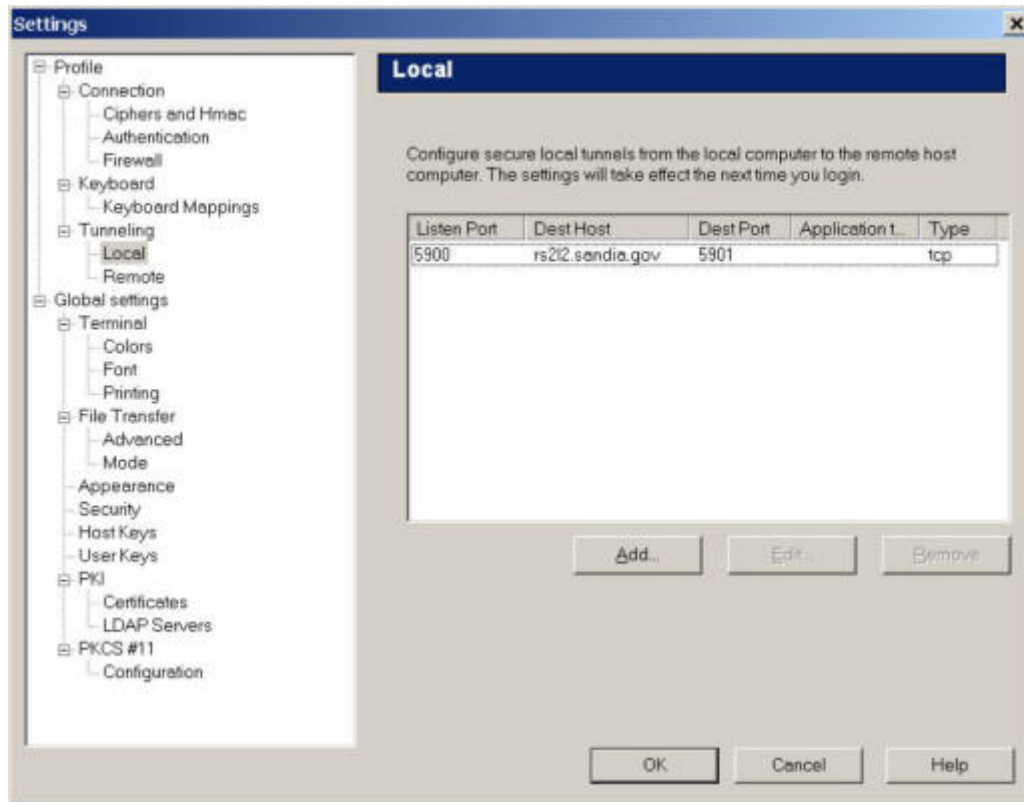 Settings
Profile
Connection
Ciphers and Hmac
Authentication
Firewall
Keyboard
Keyboard Mappings
Tunneling
Local
Remote
Global settings
Terminal
Colors
Font
Printing
File Transfer
Advanced
Mode
Appearance
Security
Host Keys
User Keys
PKI
Certificates
LDAP Servers
PKCS #11
Configuration
Local
Configure secure local tunnels from the local computer to the remote host
computer. The settings will take effect the next time you login.
Listen Port Dest Host Dest Port Application t... Type
5900 rs2l2.sandia.gov 5901 tcp
Add... Edit... Remove
OK Cancel Help